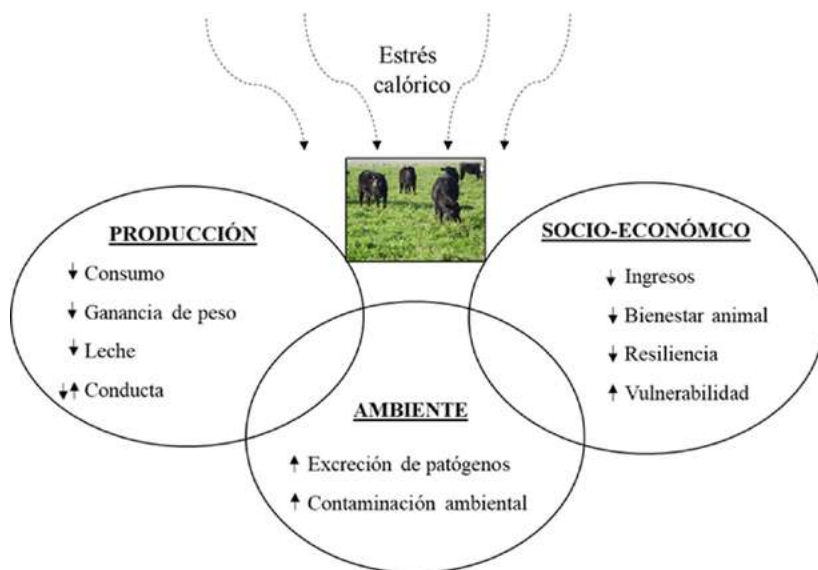 Estrés
calórico
PRODUCCIÓN
↓ Consumo
↓ Ganancia de peso
↓ Leche
↓↑ Conducta
SOCIO-ECONÓMCO
↓ Ingresos
↓ Bienestar animal
↓ Resiliencia
↑ Vulnerabilidad
AMBIENTE
↑ Excreción de patógenos
↑ Contaminación ambiental